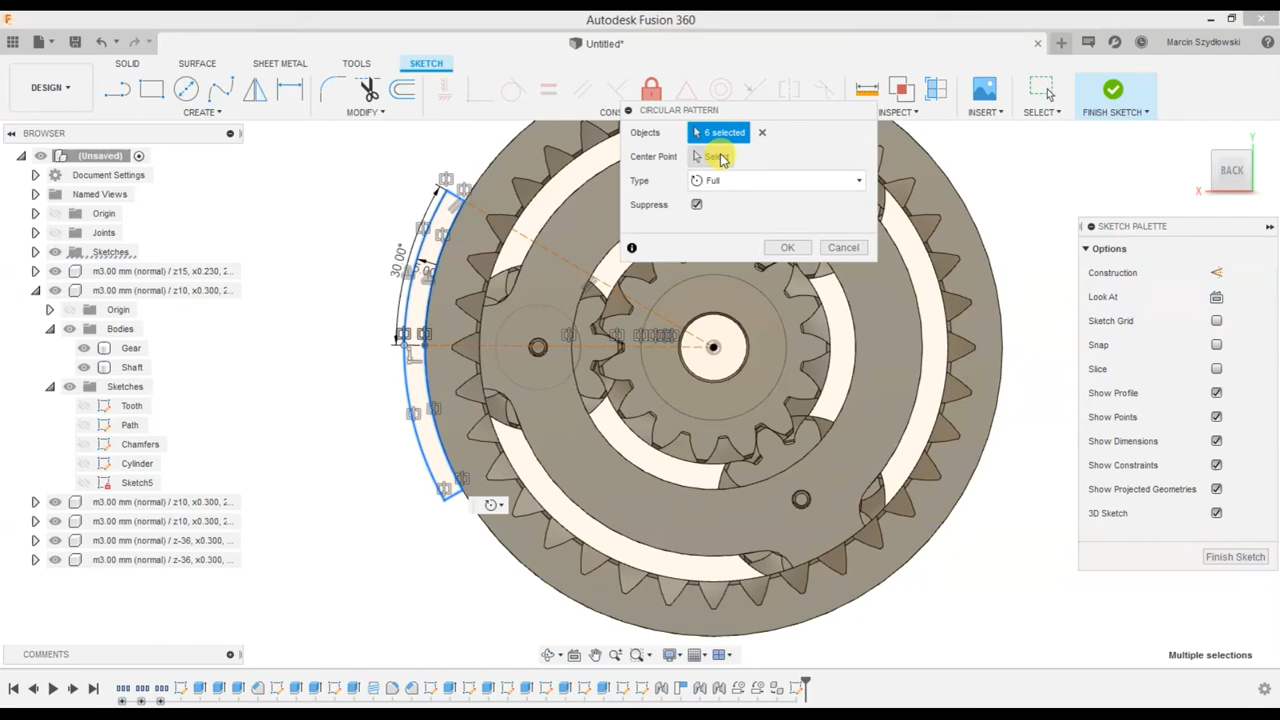 Autodesk Fusion 360
Untitled*
Marcin Szydłowski
DESIGN
SOLID
SURFACE
SHEET METAL
TOOLS
SKETCH
CREATE
MODIFY
INSPECT
INSERT
SELECT
FINISH SKETCH
BROWSER
(Unsaved)
Document Settings
Named Views
Origin
Joints
Sketches
m3.00 mm (normal) / z15, x0.230, z...
m3.00 mm (normal) / z10, x0.300, z...
Origin
Bodies
Gear
Shaft
Sketches
Tooth
Path
Chamfers
Cylinder
Sketch5
m3.00 mm (normal) / z10, x0.300, ...
m3.00 mm (normal) / z10, x0.300, ...
m3.00 mm (normal) / z-36, x0.300, ...
m3.00 mm (normal) / z-36, x0.300, ...
COMMENTS
30.00°
CIRCULAR PATTERN
Objects
6 selected
Center Point
Type
Full
Suppress
OK
Cancel
BACK
X
Y
SKETCH PALETTE
Options
Construction
Look At
Sketch Grid
Snap
Slice
Show Profile
Show Points
Show Dimensions
Show Constraints
Show Projected Geometries
3D Sketch
Finish Sketch
Multiple selections